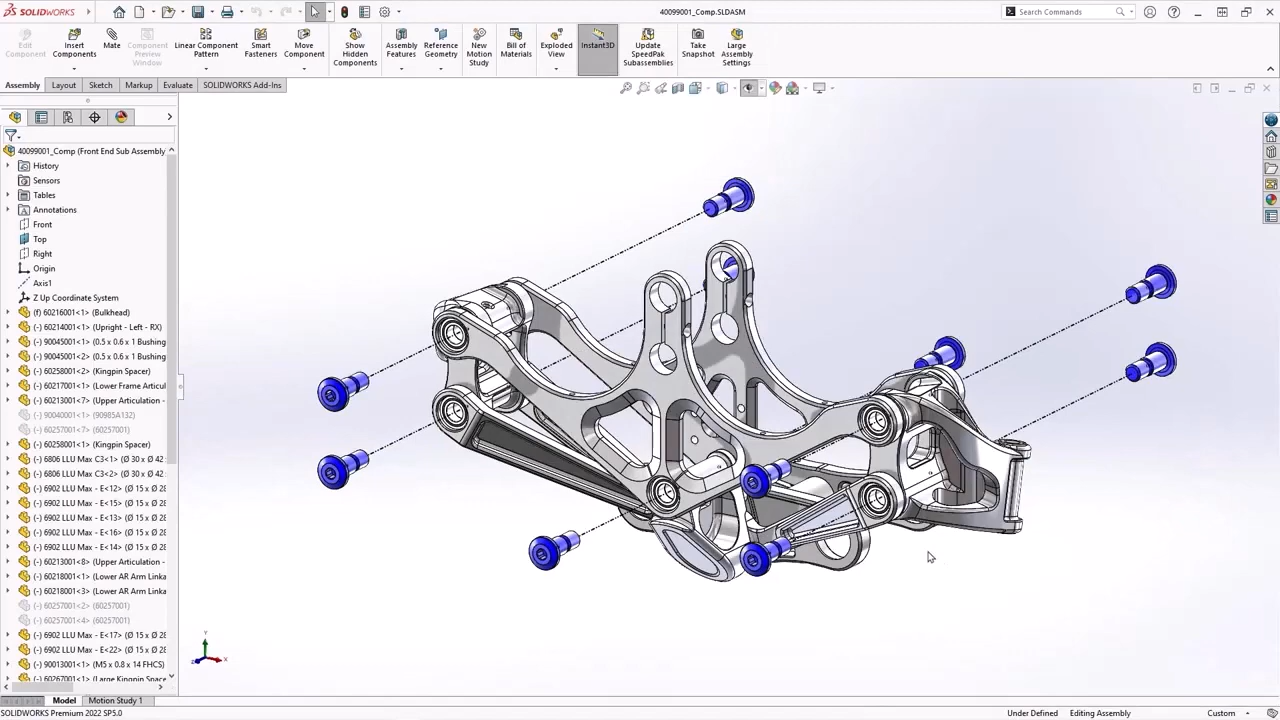 SOLIDWORKS
40099001_Comp.SLDASM
Search Commands
Edit Component
Insert Components
Mate
Component Preview Window
Linear Component Pattern
Smart Fasteners
Move Component
Show Hidden Components
Assembly Features
Reference Geometry
New Motion Study
Bill of Materials
Exploded View
Instant3D
Update SpeedPak Subassemblies
Take Snapshot
Large Assembly Settings
Assembly
Layout
Sketch
Markup
Evaluate
SOLIDWORKS Add-Ins
40099001_Comp (Front End Sub Assembly
History
Sensors
Tables
Annotations
Front
Top
Right
Origin
Axis1
Z Up Coordinate System
(f) 60216001<1> (Bulkhead)
(-) 60214001<1> (Upright - Left - RX)
(-) 90045001<1> (0.5 x 0.6 x 1 Bushing
(-) 90045001<2> (0.5 x 0.6 x 1 Bushing
(-) 60258001<2> (Kingpin Spacer)
(-) 60217001<1> (Lower Frame Articul
(-) 60213001<7> (Upper Articulation -
(-) 90040001<1> (90985A132)
(-) 60257001<7> (60257001)
(-) 60258001<1> (Kingpin Spacer)
(-) 6806 LLU Max C3<1> (Ø 30 x Ø 42
(-) 6806 LLU Max C3<2> (Ø 30 x Ø 42
(-) 6902 LLU Max - E<12> (Ø 15 x Ø 28
(-) 6902 LLU Max - E<15> (Ø 15 x Ø 28
(-) 6902 LLU Max - E<13> (Ø 15 x Ø 28
(-) 6902 LLU Max - E<16> (Ø 15 x Ø 28
(-) 6902 LLU Max - E<14> (Ø 15 x Ø 28
(-) 60213001<8> (Upper Articulation -
(-) 60218001<1> (Lower AR Arm Linka
(-) 60218001<3> (Lower AR Arm Linka
(-) 60257001<2> (60257001)
(-) 60257001<4> (60257001)
(-) 6902 LLU Max - E<17> (Ø 15 x Ø 28
(-) 6902 LLU Max - E<22> (Ø 15 x Ø 28
(-) 90013001<1> (M5 x 0.8 x 14 FHCS)
(-) 60267001<1> (Large Kingpin Space
Y
X
Z
Model
Motion Study 1
SOLIDWORKS Premium 2022 SP5.0
Under Defined
Editing Assembly
Custom